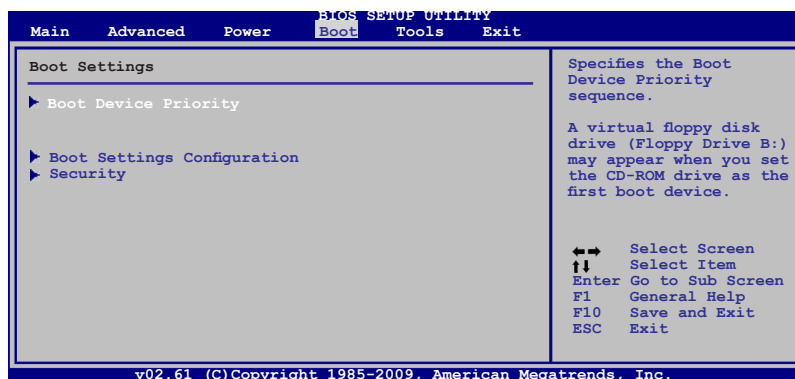 BIOS SETUP UTILITY
Main Advanced Power Boot Tools Exit
Boot Settings
Boot Device Priority
Boot Settings Configuration
Security
Specifies the Boot
Device Priority
sequence.
A virtual floppy disk
drive (Floppy Drive B:)
may appear when you set
the CD-ROM drive as the
first boot device.
Select Screen
Select Item
Enter Go to Sub Screen
F1 General Help
F10 Save and Exit
ESC Exit
v02.61 (C)Copyright 1985-2009, American Megatrends, Inc.